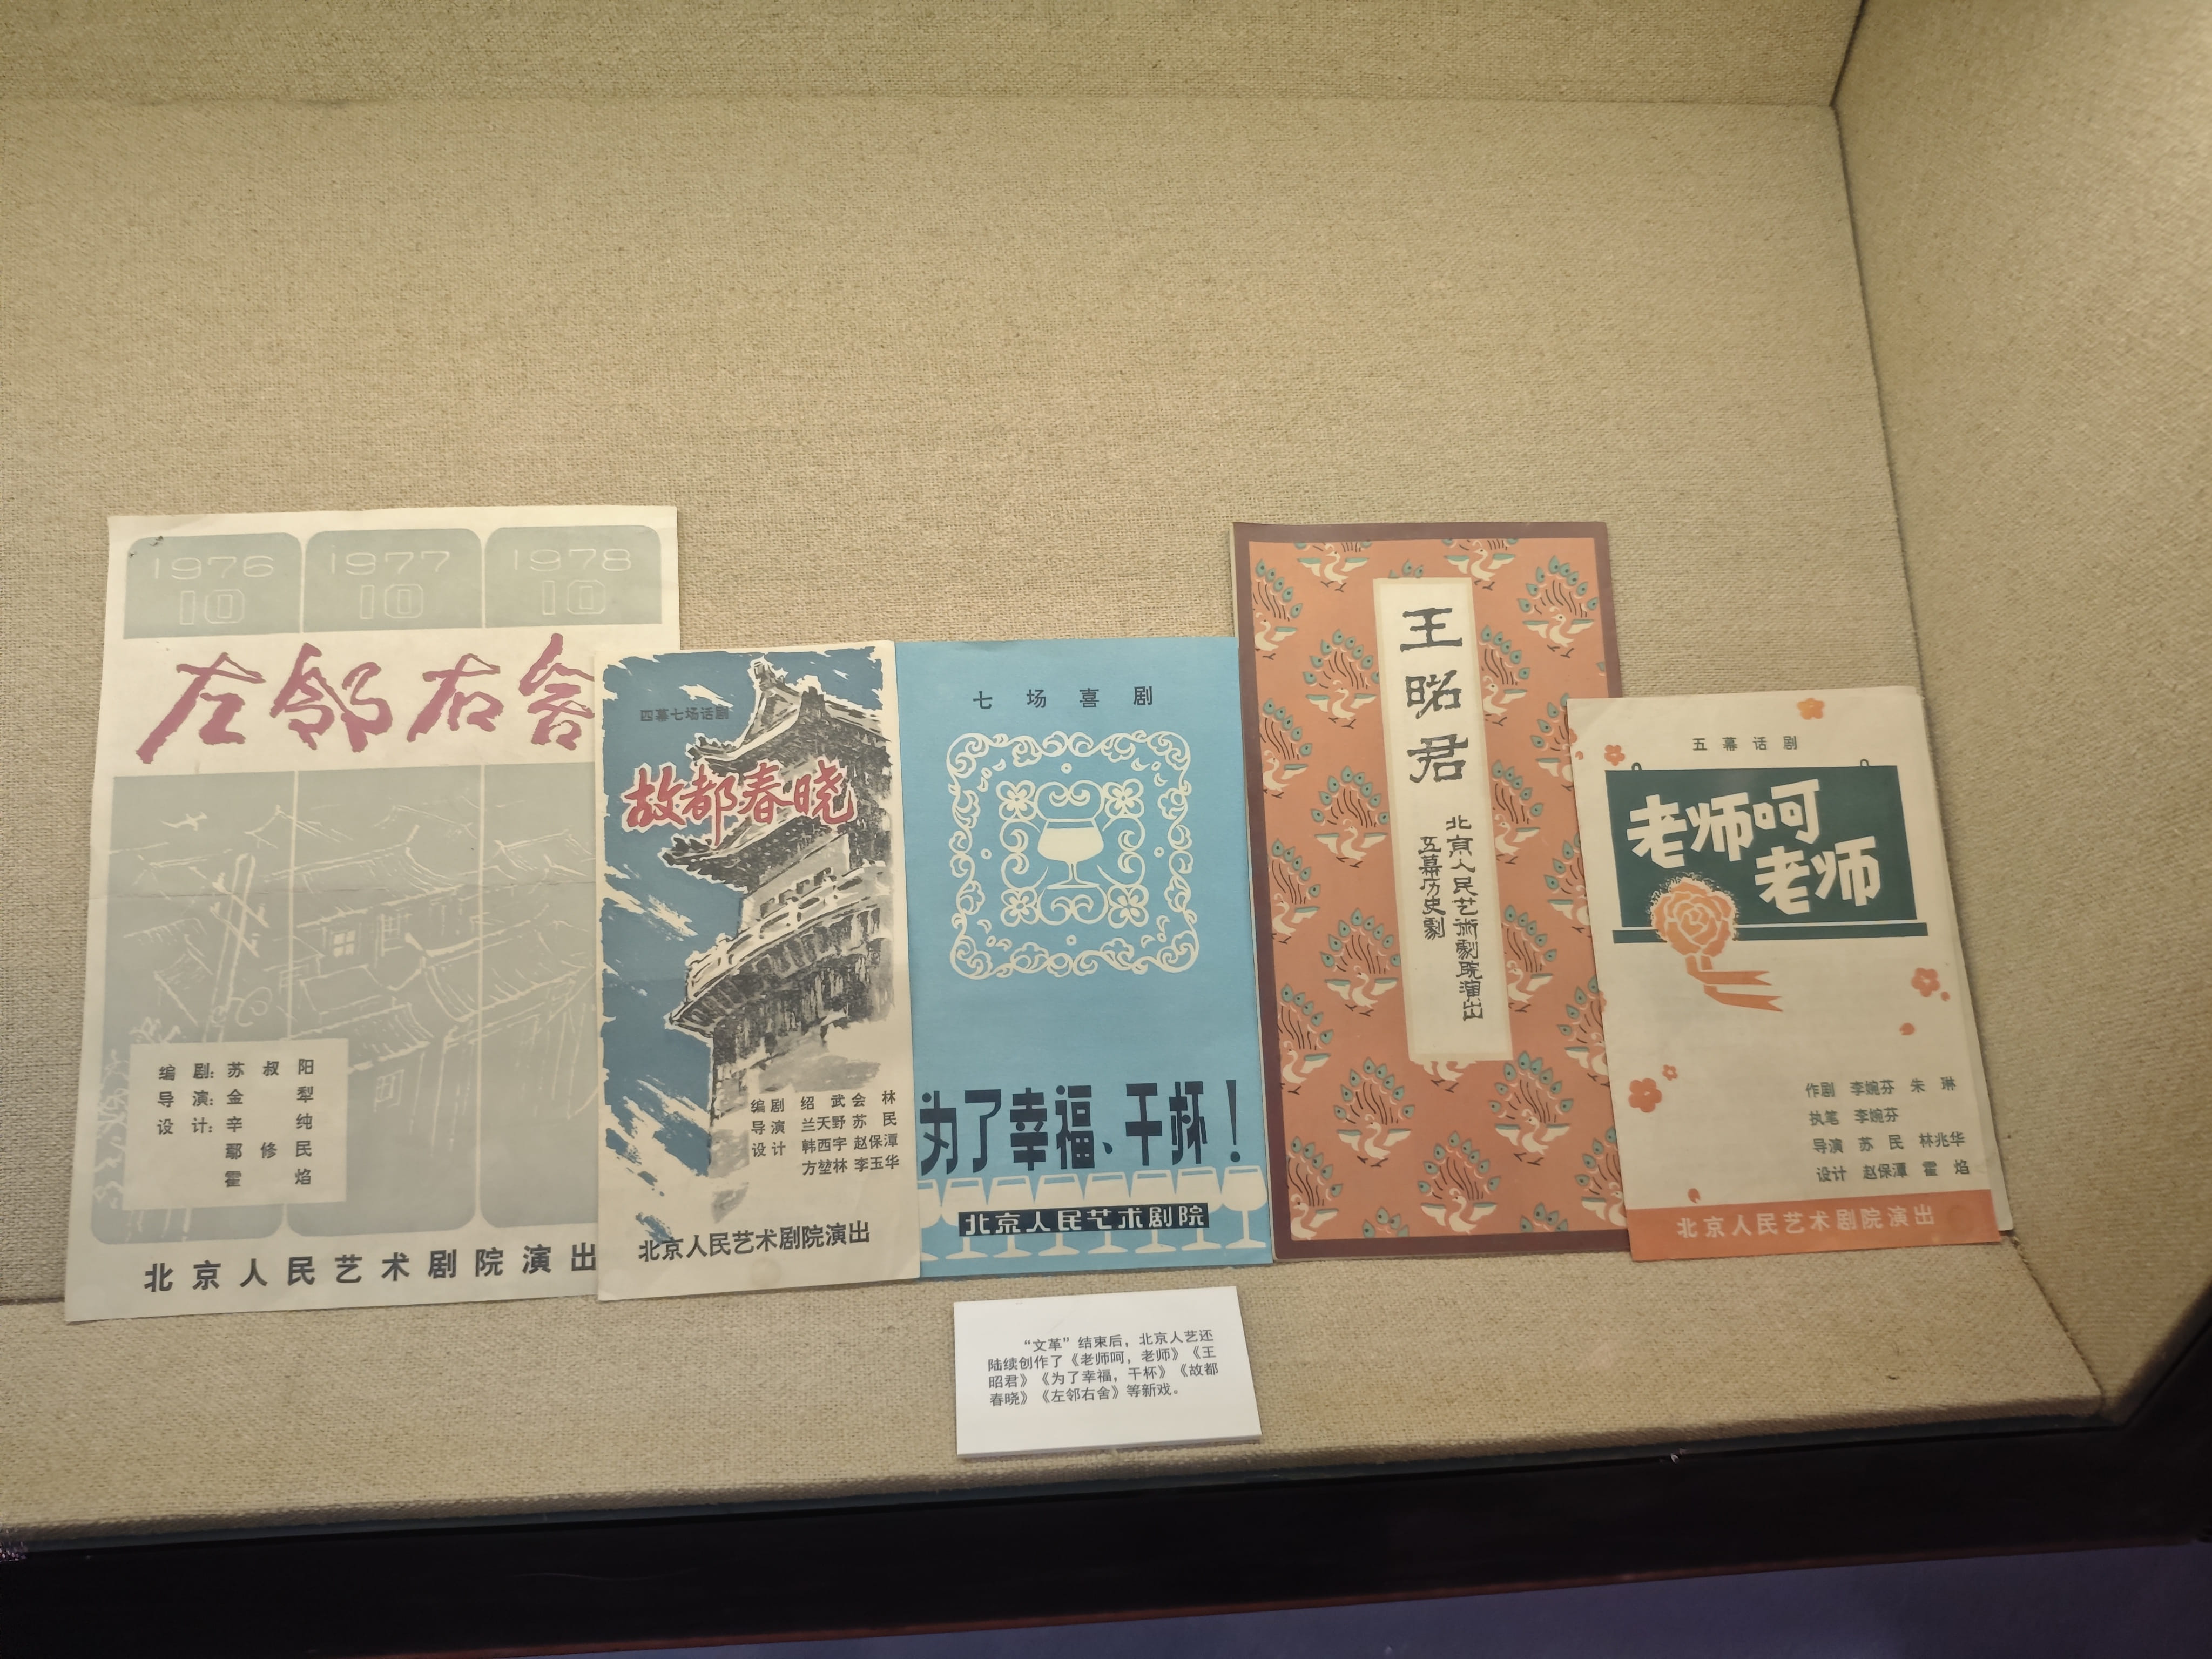 1976
10
1977
10
1978
10
左邻右舍
编剧：苏叔阳
导演：金犁
设计：辛纯
鄢修民
霍焰
北京人民艺术剧院演出
四幕七场话剧
故都春晓
编剧 绍武 会林
导演 兰天野 苏民
设计 韩西宇 赵保潭
方堃林 李玉华
北京人民艺术剧院演出
七场喜剧
为了幸福、干杯！
北京人民艺术剧院
王昭君
北京人民艺術劇院演出
五幕历史劇
五幕话剧
老师呵
老师
作剧 李婉芬 朱琳
执笔 李婉芬
导演 苏民 林兆华
设计 赵保潭 霍焰
北京人民艺术剧院演出
“文革”结束后，北京人艺还
陆续创作了《老师呵，老师》《王
昭君》《为了幸福，干杯》《故都
春晓》《左邻右舍》等新戏。